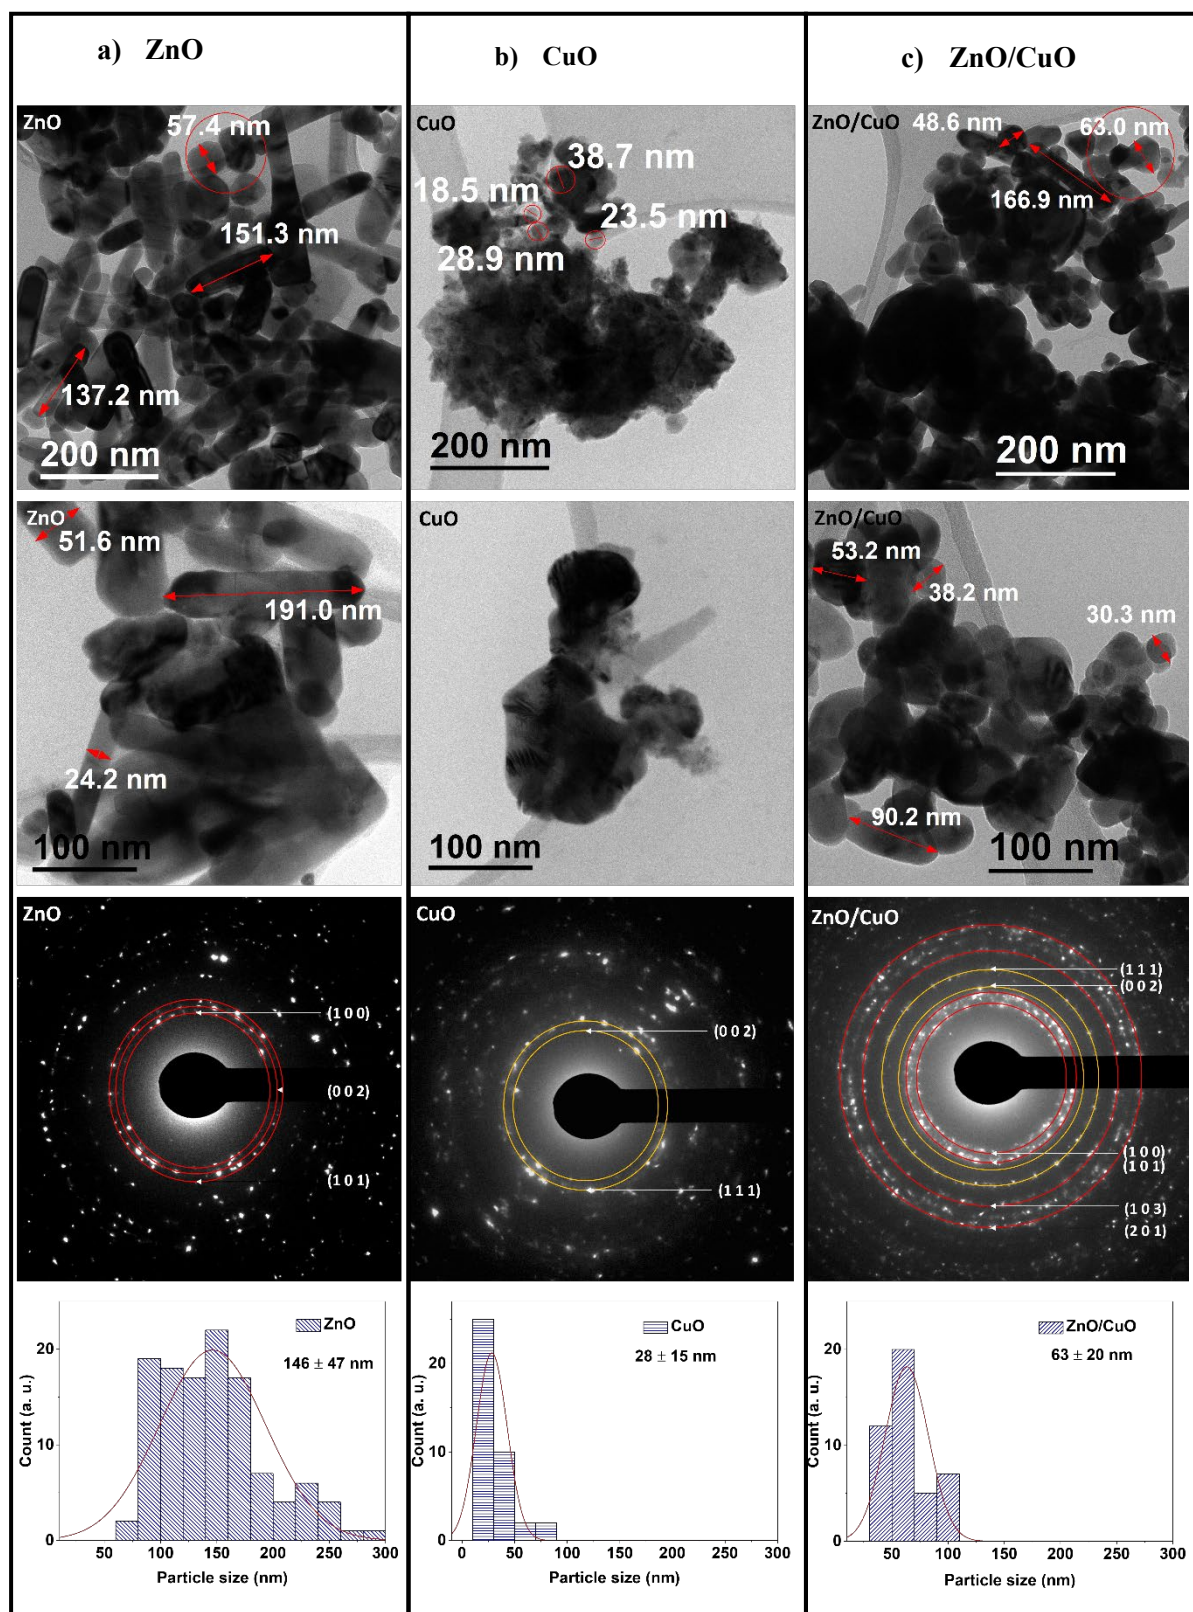 a) ZnO
b) CuO
c) ZnO/CuO
ZnO
57.4 nm
151.3 nm
137.2 nm
200 nm
CuO
38.7 nm
18.5 nm
23.5 nm
28.9 nm
200 nm
ZnO/CuO
48.6 nm
63.0 nm
166.9 nm
200 nm
ZnO
51.6 nm
191.0 nm
24.2 nm
100 nm
CuO
100 nm
ZnO/CuO
53.2 nm
38.2 nm
30.3 nm
90.2 nm
100 nm
ZnO
(1 0 0)
(0 0 2)
(1 0 1)
CuO
(0 0 2)
(1 1 1)
ZnO/CuO
(1 1 1)
(0 0 2)
(1 0 0)
(1 0 1)
(1 0 3)
(2 0 1)
ZnO
146 ± 47 nm
Count (a. u.)
20
10
0
50 100 150 200 250 300
Particle size (nm)
CuO
28 ± 15 nm
Count (a. u.)
20
10
0
0 50 100 150 200 250 300
Particle size (nm)
ZnO/CuO
63 ± 20 nm
Count (a. u.)
20
10
0
50 100 150 200 250 300
Particle size (nm)